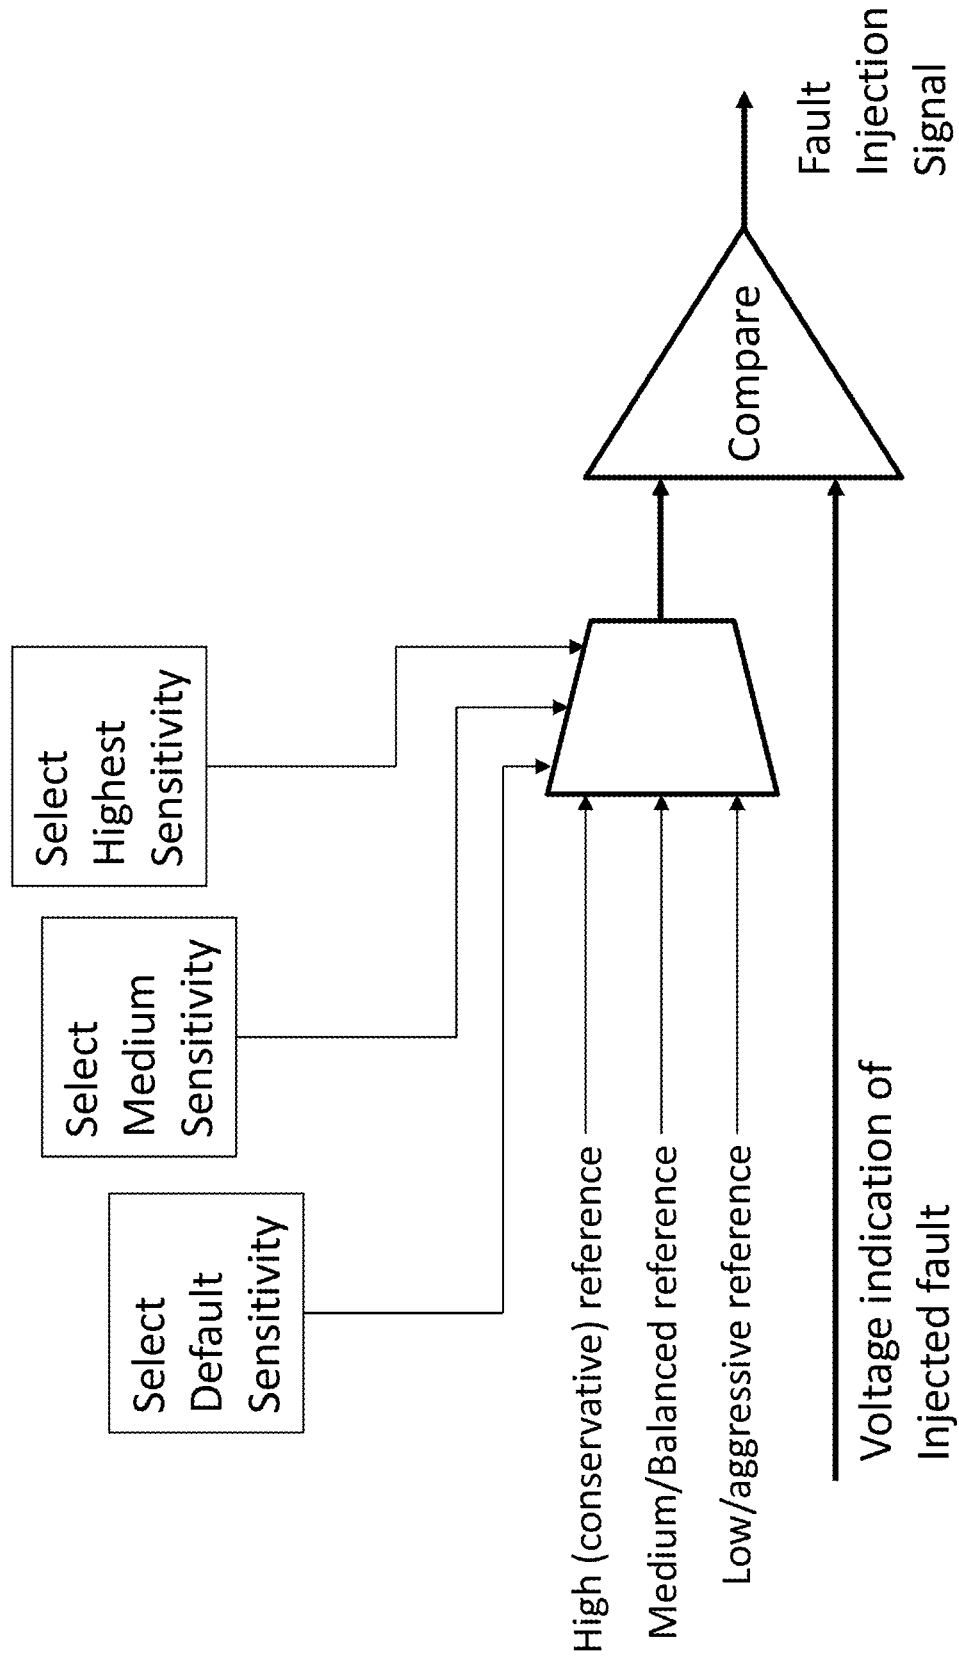 Select
Default
Sensitivity
Select
Medium
Sensitivity
Select
Highest
Sensitivity
High (conservative) reference
Medium/Balanced reference
Low/aggressive reference
Voltage indication of
Injected fault
Compare
Fault
Injection
Signal